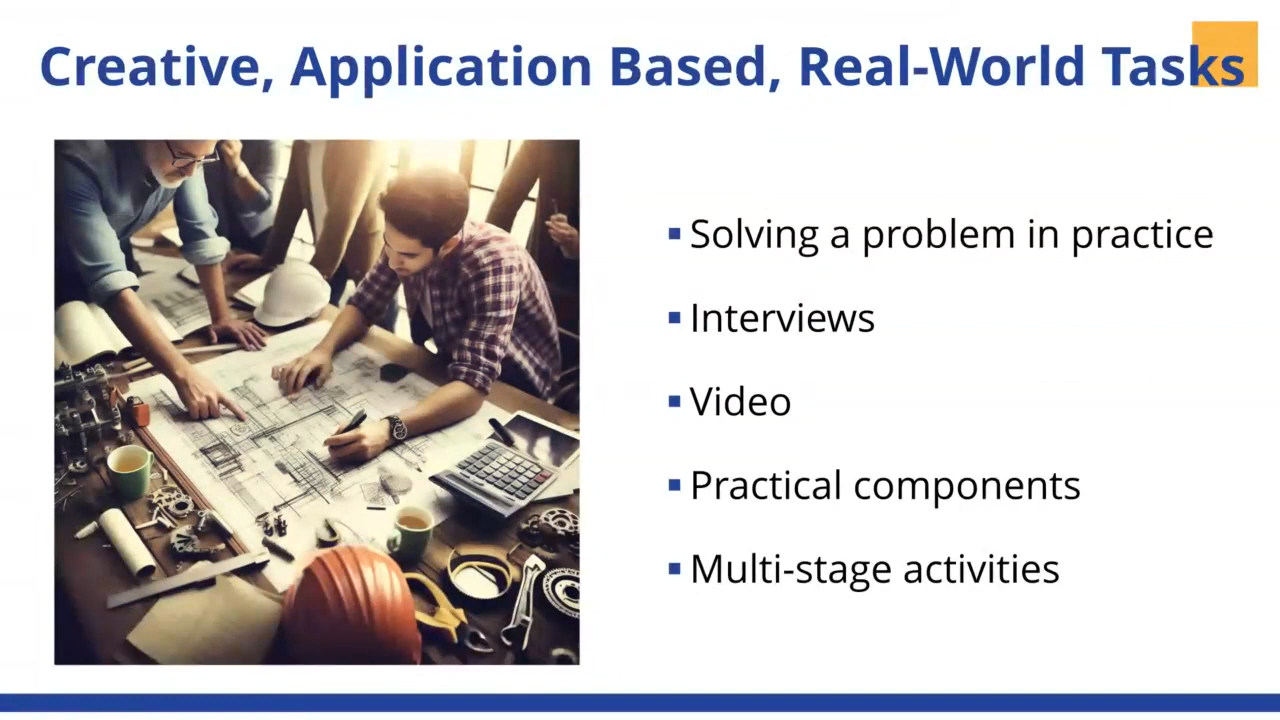 Creative, Application Based, Real-World Tasks
Solving a problem in practice
Interviews
Video
Practical components
Multi-stage activities